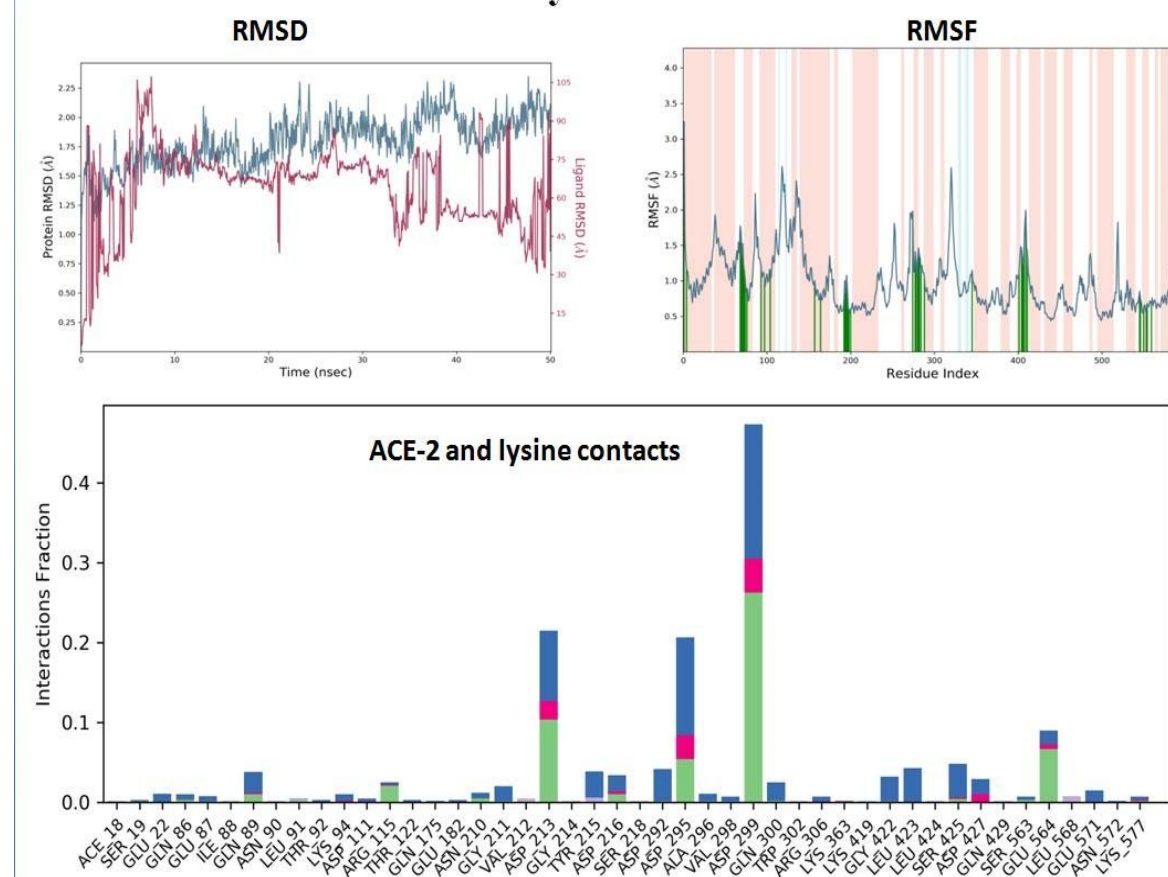 RMSD
RMSF
2.25
2.00
1.75
1.50
1.25
1.00
0.75
0.50
0.25
Protein RMSD (Å)
105
90
75
60
45
30
15
Ligand RMSD (Å)
0 10 20 30 40 50
Time (nsec)
4.0
3.5
3.0
2.5
2.0
1.5
1.0
0.5
RMSF (Å)
0 100 200 300 400 500
Residue Index
ACE-2 and lysine contacts
Interactions Fraction
0.4
0.3
0.2
0.1
0.0
ACE_18
SER_19
GLU_22
GLN_86
GLU_87
ILE_88
GLN_89
ASN_90
LEU_91
THR_92
LYS_94
ASP_111
ARG_115
THR_122
GLN_175
GLU_182
ASN_210
GLY_211
VAL_212
ASP_213
GLY_214
TYR_215
ASP_216
SER_218
ASP_292
ASP_295
ALA_296
VAL_298
ASP_299
GLN_300
TRP_302
ARG_306
LYS_363
LYS_419
GLY_422
LEU_423
LEU_424
SER_425
ASP_427
GLN_429
SER_563
GLU_564
LEU_568
GLU_571
ASN_572
LYS_577